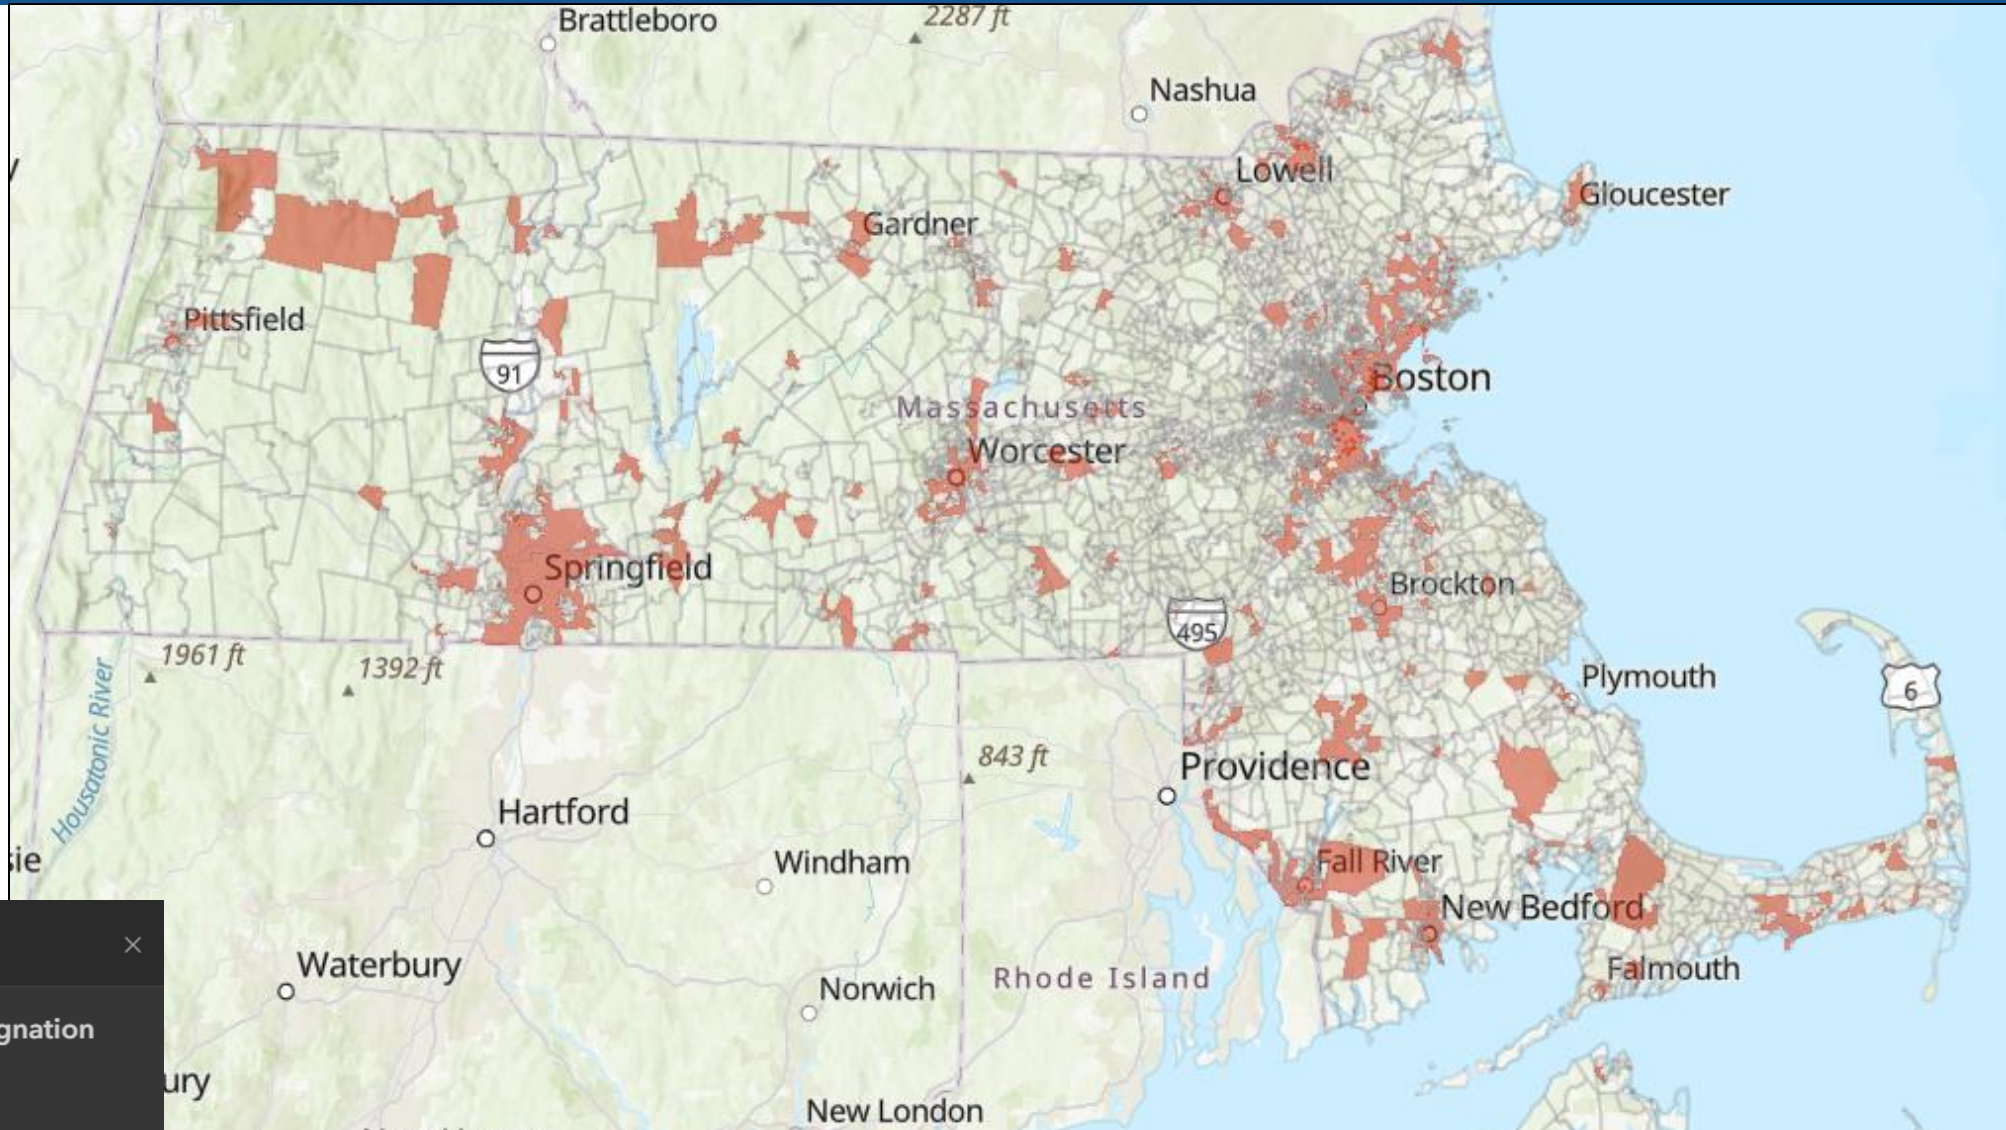 Brattleboro
2287 ft
Nashua
Lowell
Gloucester
Gardner
Pittsfield
91
Boston
Massachusetts
Worcester
Springfield
Brockton
495
1961 ft
1392 ft
Plymouth
6
Housatonic River
843 ft
Providence
Hartford
sie
Windham
Fall River
New Bedford
Waterbury
Norwich
Rhode Island
Falmouth
gnation
ury
New London